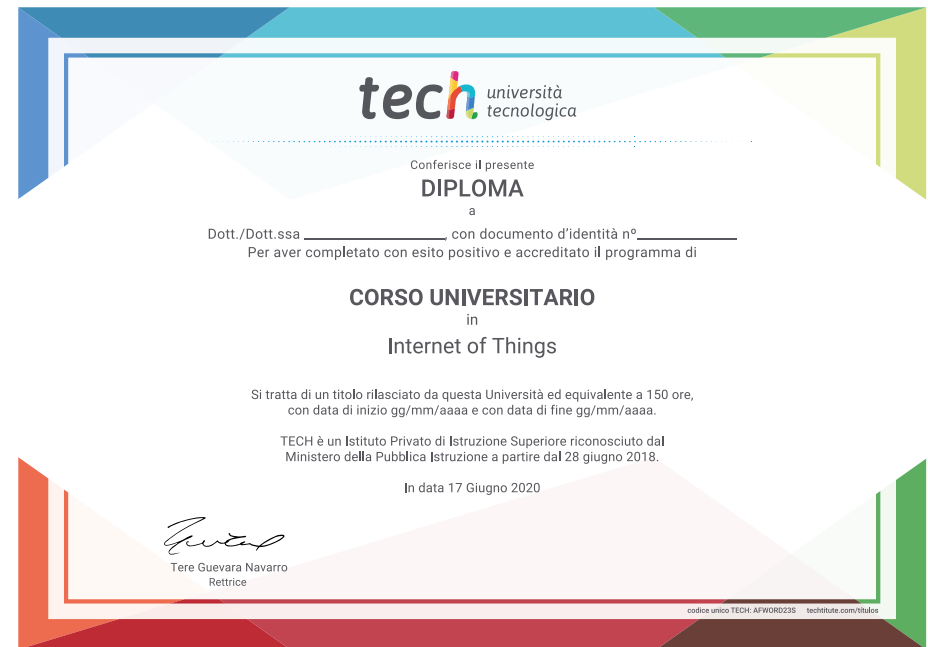 tech università
tecnologica
Conferisce il presente
DIPLOMA
a
Dott./Dott.ssa ____________________, con documento d'identità nº______________
Per aver completato con esito positivo e accreditato il programma di
CORSO UNIVERSITARIO
in
Internet of Things
Si tratta di un titolo rilasciato da questa Università ed equivalente a 150 ore,
con data di inizio gg/mm/aaaa e con data di fine gg/mm/aaaa.
TECH è un Istituto Privato di Istruzione Superiore riconosciuto dal
Ministero della Pubblica Istruzione a partire dal 28 giugno 2018.
In data 17 Giugno 2020
Tere Guevara Navarro
Rettrice
codice unico TECH: AFWORD23S techtitute.com/titulos